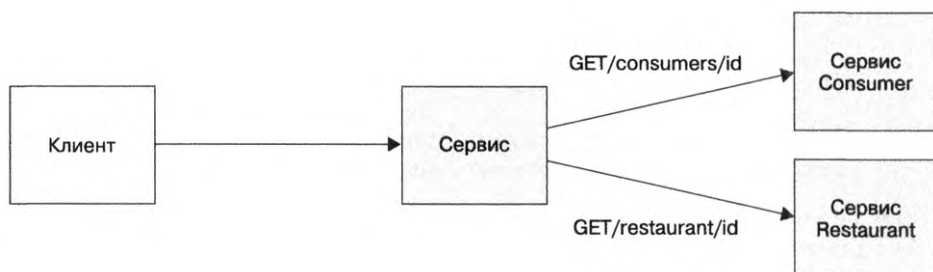 Клиент
Сервис
GET/consumers/id
GET/restaurant/id
Сервис
Consumer
Сервис
Restaurant